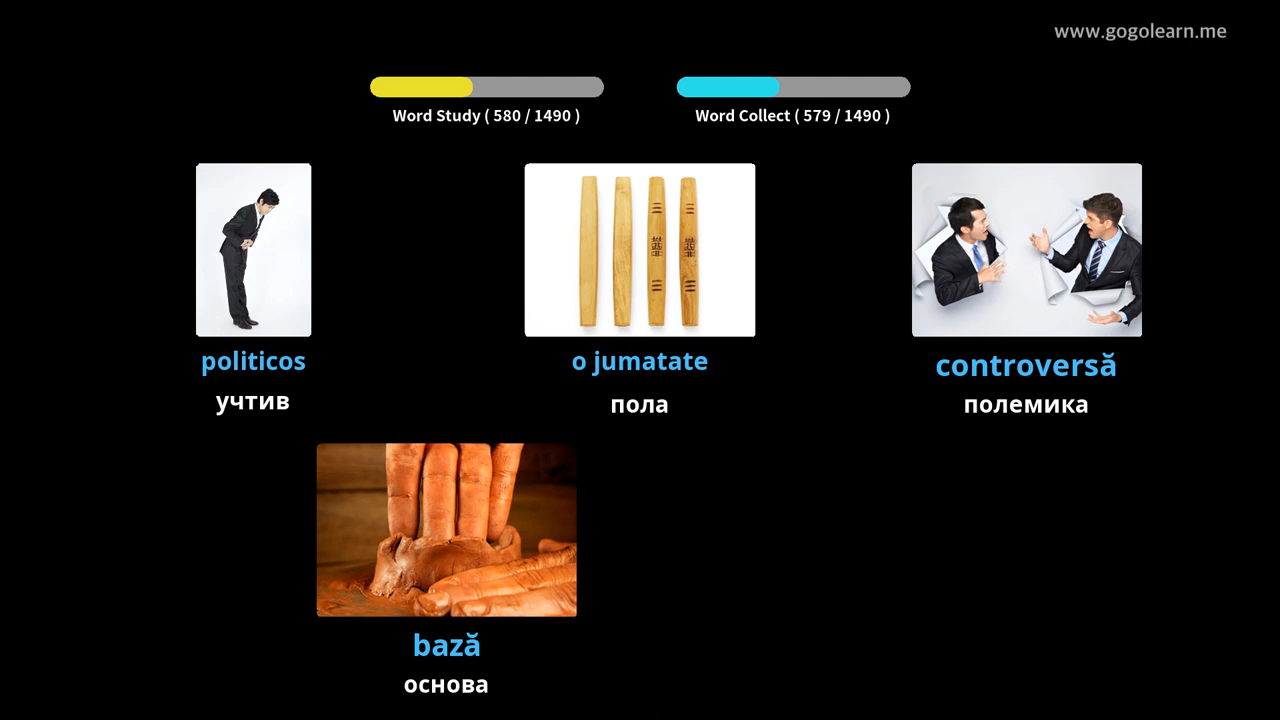 www.gogolearn.me
Word Study ( 580 / 1490 )
Word Collect ( 579 / 1490 )
politicos
учтив
o jumatate
пола
controversă
полемика
bază
основа